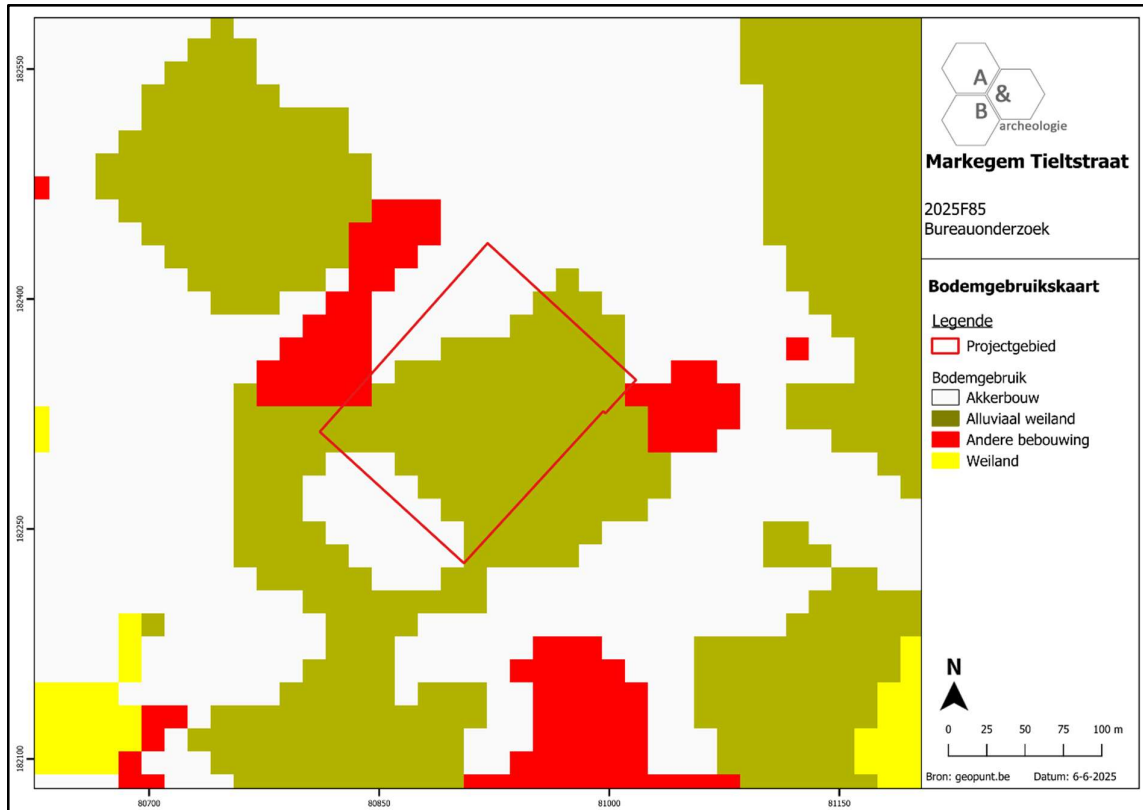 182550
182400
182250
182100
80700
80850
81000
81150
A
&
B
archeologie
Markegem Tieltstraat
2025F85
Bureauonderzoek
Bodemgebruikskaart
Legende
Projectgebied
Bodemgebruik
Akkerbouw
Alluviaal weiland
Andere bebouwing
Weiland
N
0 25 50 75 100 m
Bron: geopunt.be Datum: 6-6-2025